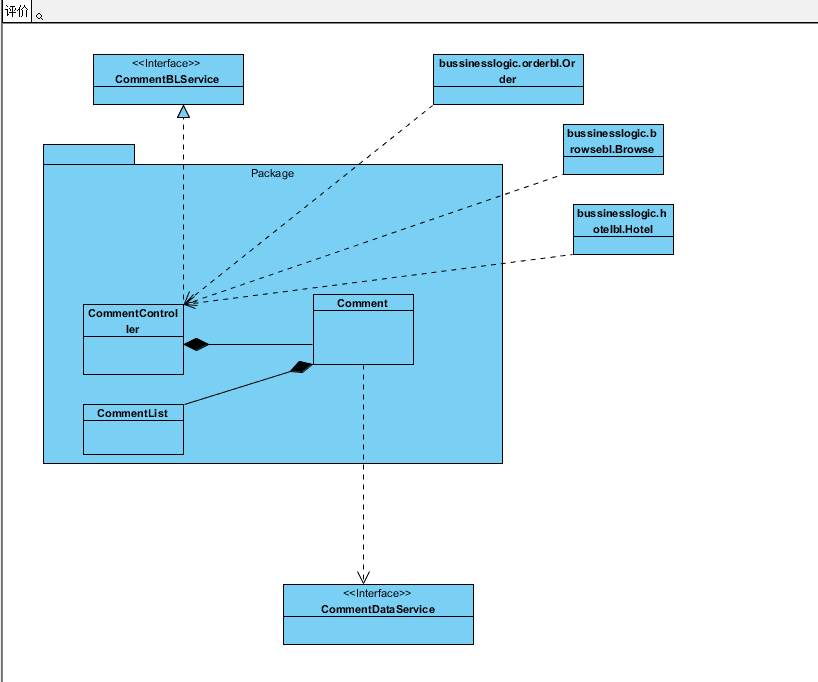 评价
<<Interface>>
CommentBLService
bussinesslogic.orderbl.Or
der
bussinesslogic.b
rowsebl.Browse
bussinesslogic.h
otelbl.Hotel
Package
CommentControl
ler
Comment
CommentList
<<Interface>>
CommentDataService